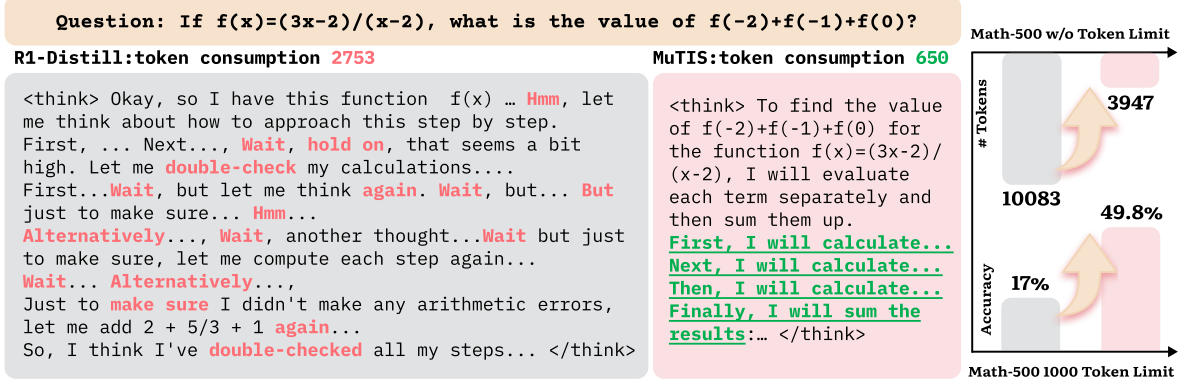 Question: If f(x)=(3x-2)/(x-2), what is the value of f(-2)+f(-1)+f(0)?
R1-Distill:token consumption 2753
<think> Okay, so I have this function  f(x) … Hmm, let
me think about how to approach this step by step.
First, ... Next..., Wait, hold on, that seems a bit
high. Let me double-check my calculations....
First...Wait, but let me think again. Wait, but... But
just to make sure... Hmm...
Alternatively..., Wait, another thought...Wait but just
to make sure, let me compute each step again...
Wait... Alternatively...,
Just to make sure I didn't make any arithmetic errors,
let me add 2 + 5/3 + 1 again...
So, I think I've double-checked all my steps... </think>
MuTIS:token consumption 650
<think> To find the value
of f(-2)+f(-1)+f(0) for
the function f(x)=(3x-2)/
(x-2), I will evaluate
each term separately and
then sum them up.
First, I will calculate...
Next, I will calculate...
Then, I will calculate...
Finally, I will sum the
results:… </think>
Math-500 w/o Token Limit
# Tokens
3947
10083
49.8%
17%
Accuracy
Math-500 1000 Token Limit